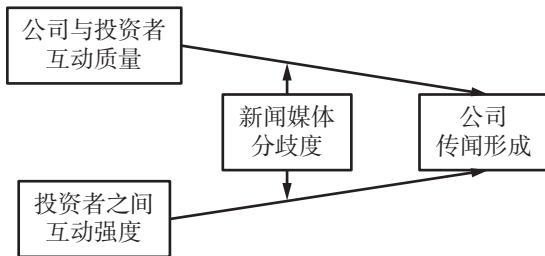 公司与投资者
互动质量
新闻媒体
分歧度
公司
传闻形成
投资者之间
互动强度